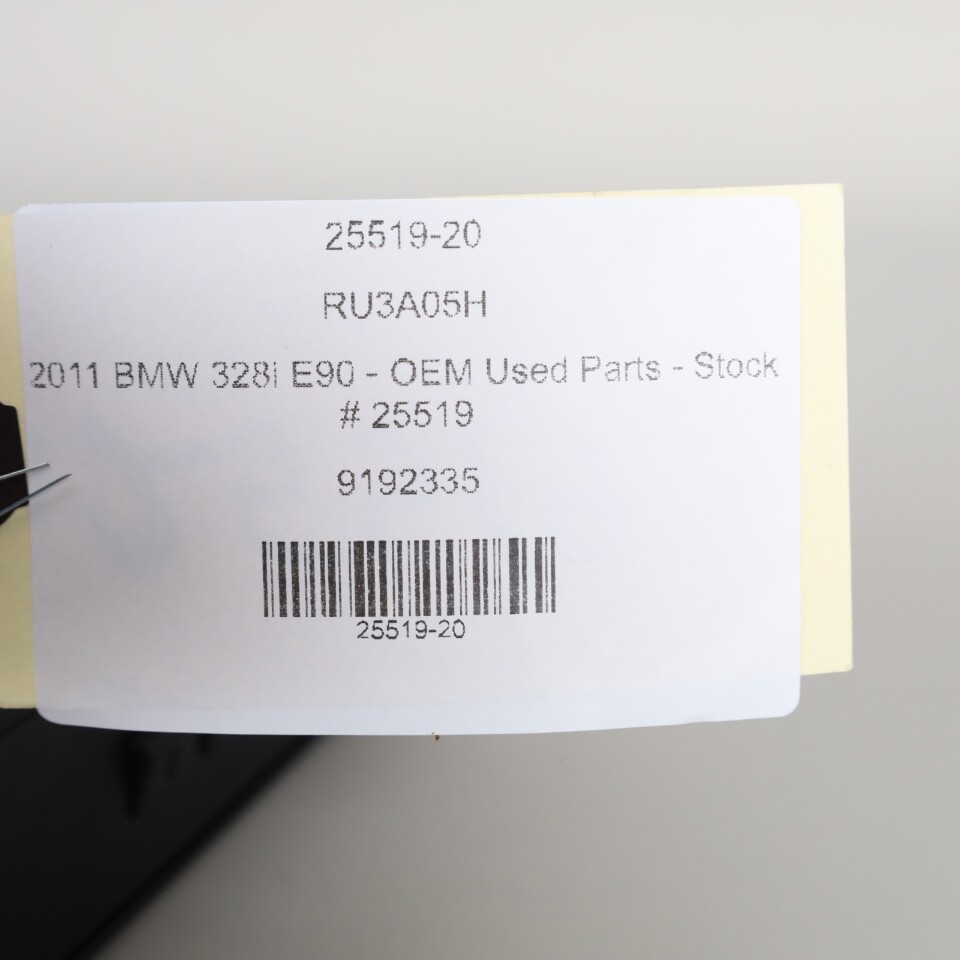 25519-20
RU3A05H
2011 BMW 328i E90 - OEM Used Parts - Stock
# 25519
9192335
25519-20